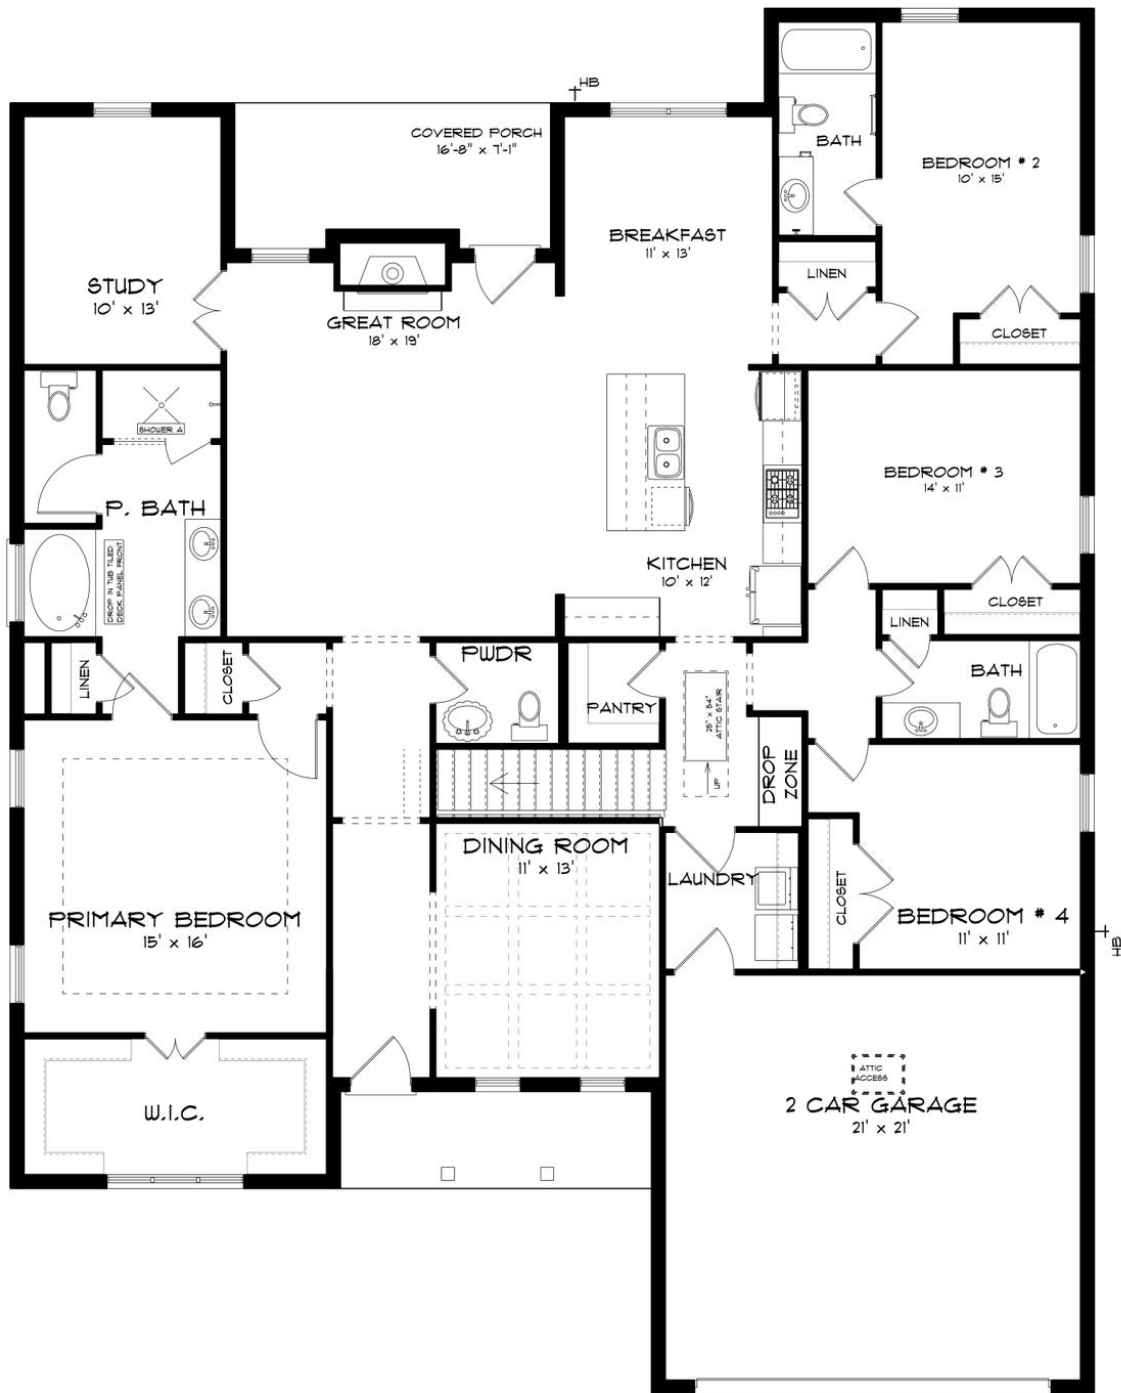 HB
COVERED PORCH
16'-8" x 7'-1"
BATH
BEDROOM # 2
10' x 15'
BREAKFAST
11' x 13'
LINEN
STUDY
10' x 13'
GREAT ROOM
18' x 19'
CLOSET
SHOWER A
BEDROOM # 3
14' x 11'
P. BATH
DROP IN TUB TILED
DECK PANEL FRONT
KITCHEN
10' x 12'
CLOSET
LINEN
LINEN
CLOSET
PWDR
PANTRY
25" x 54"
ATTIC STAIR
UP
BATH
DROP
ZONE
DINING ROOM
11' x 13'
LAUNDRY
CLOSET
PRIMARY BEDROOM
15' x 16'
BEDROOM # 4
11' x 11'
HB
W.I.C.
ATTIC
ACCESS
2 CAR GARAGE
21' x 21'